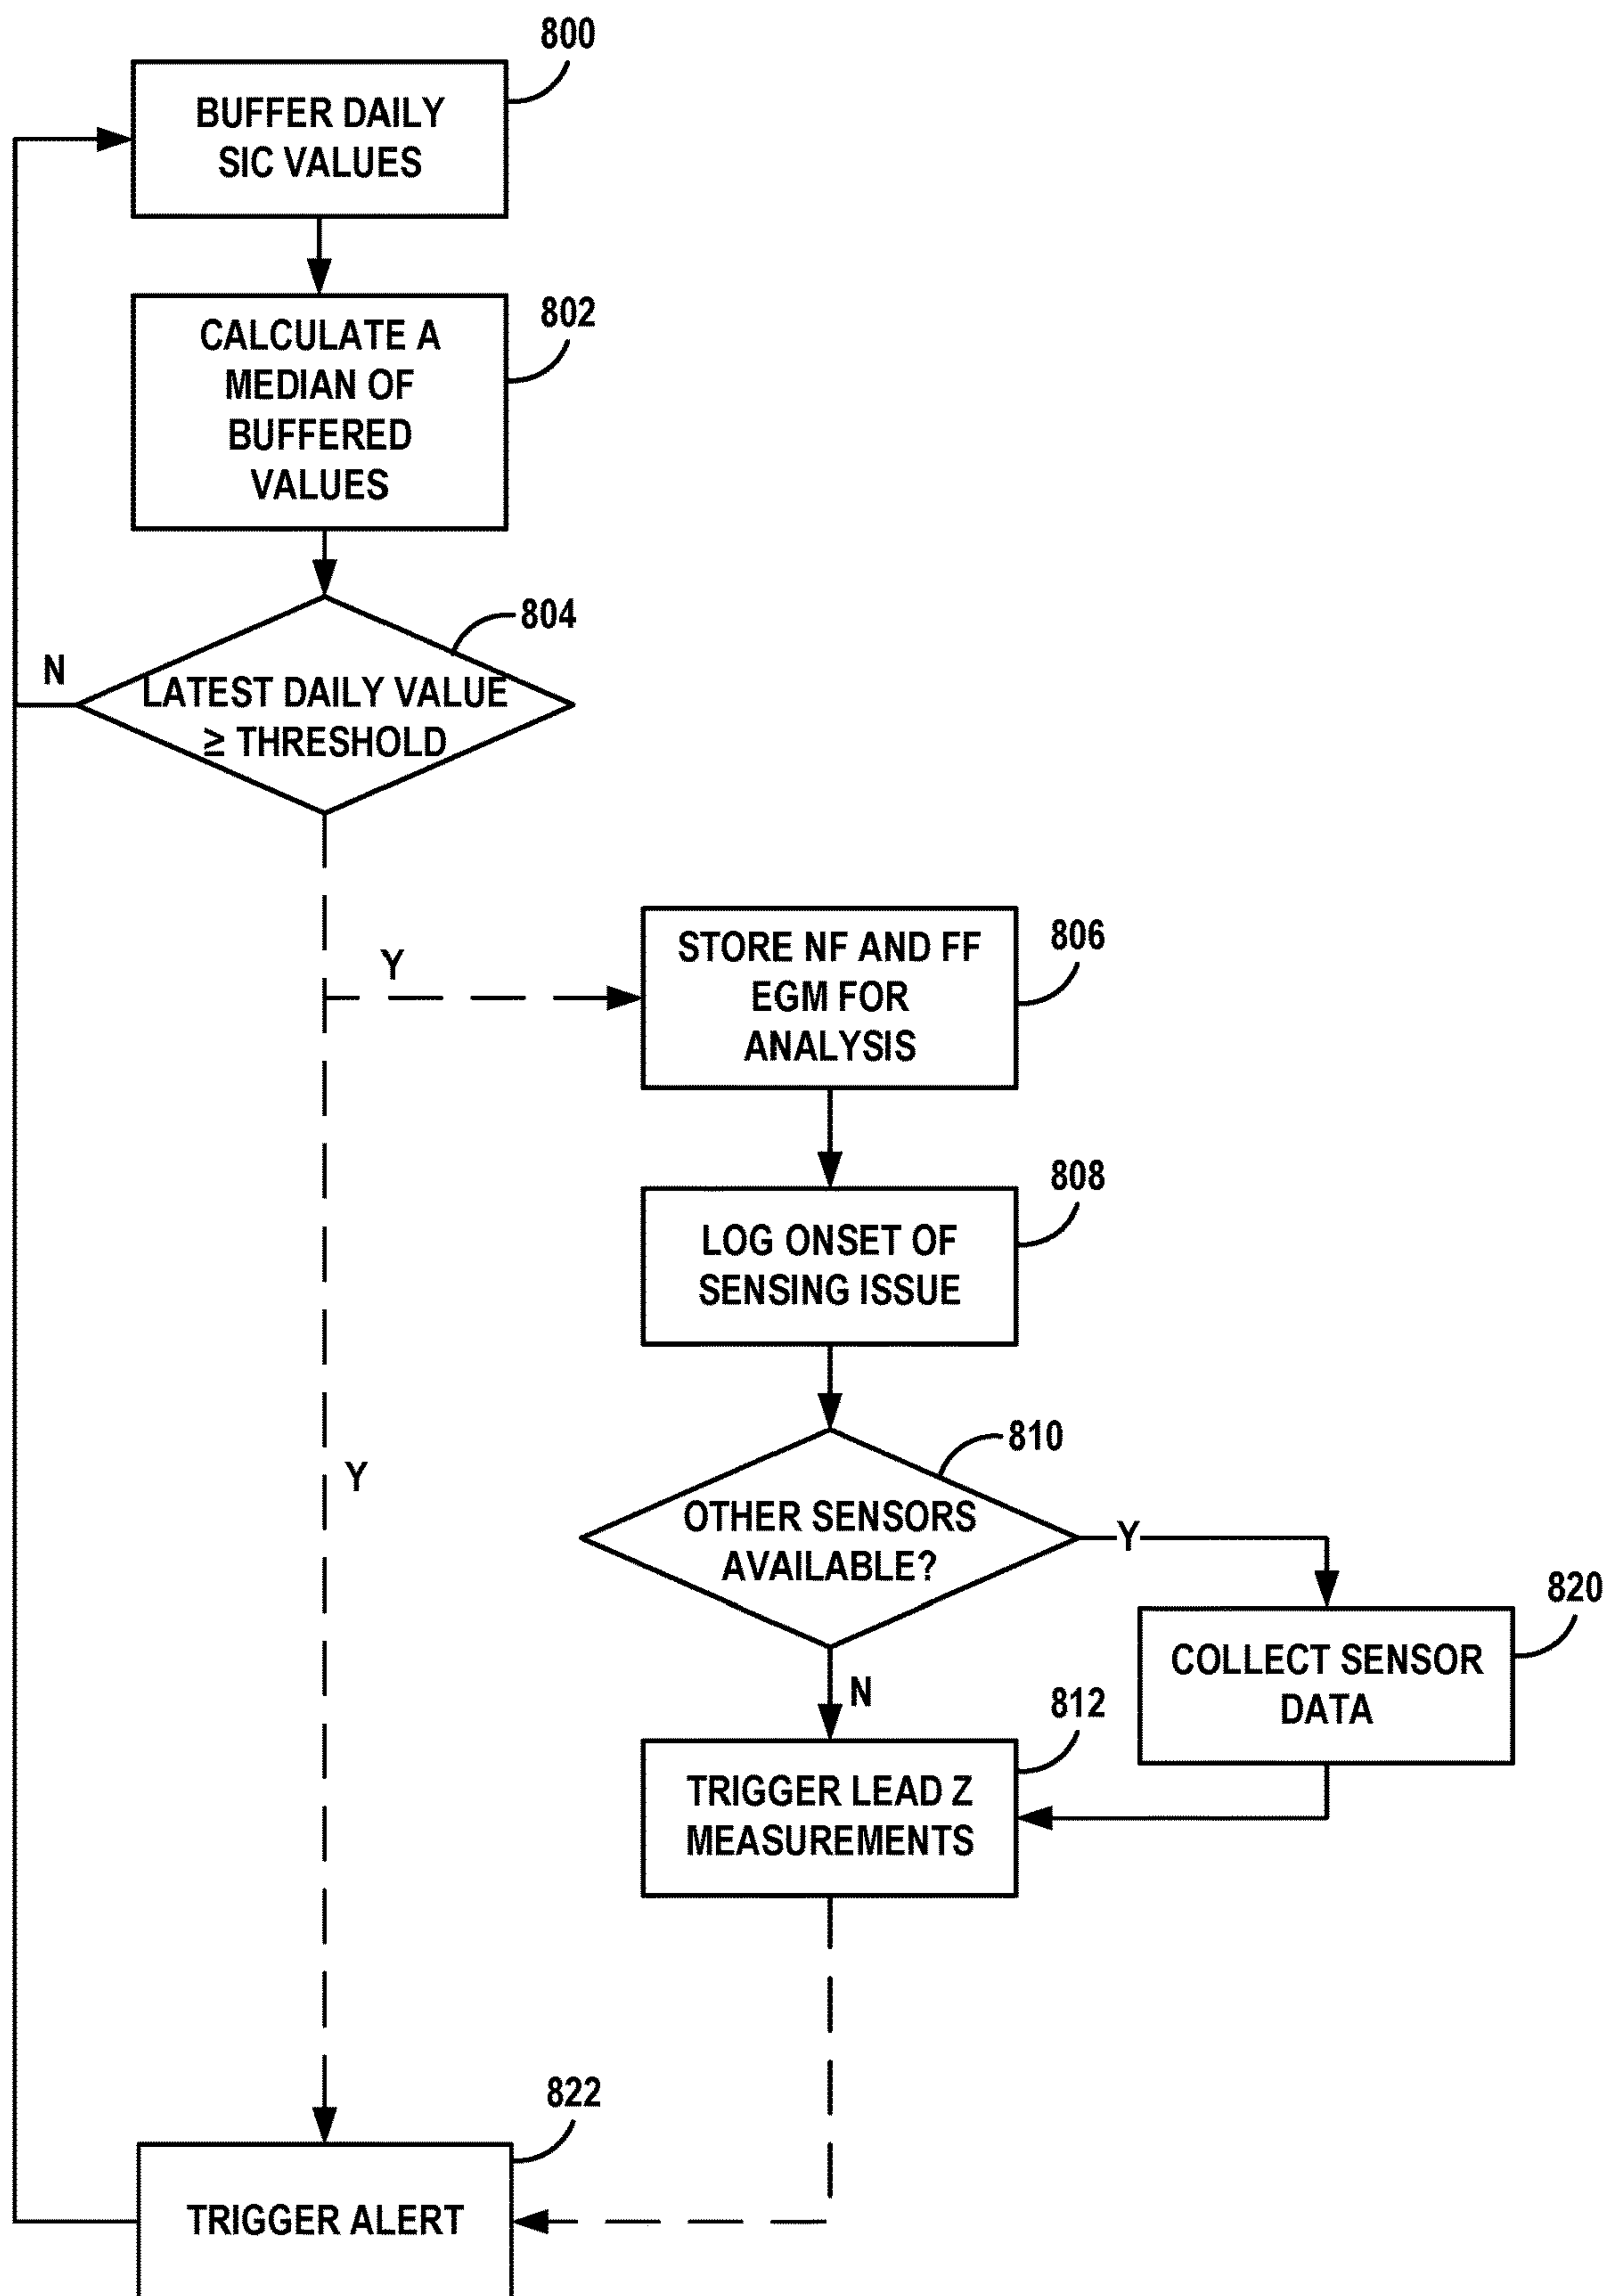 800
BUFFER DAILY
SIC VALUES
802
CALCULATE A
MEDIAN OF
BUFFERED
VALUES
804
N
LATEST DAILY VALUE
≥ THRESHOLD
Y
STORE NF AND FF
EGM FOR
ANALYSIS
806
808
LOG ONSET OF
SENSING ISSUE
Y
810
OTHER SENSORS
AVAILABLE?
Y
820
COLLECT SENSOR
DATA
N
812
TRIGGER LEAD Z
MEASUREMENTS
822
TRIGGER ALERT